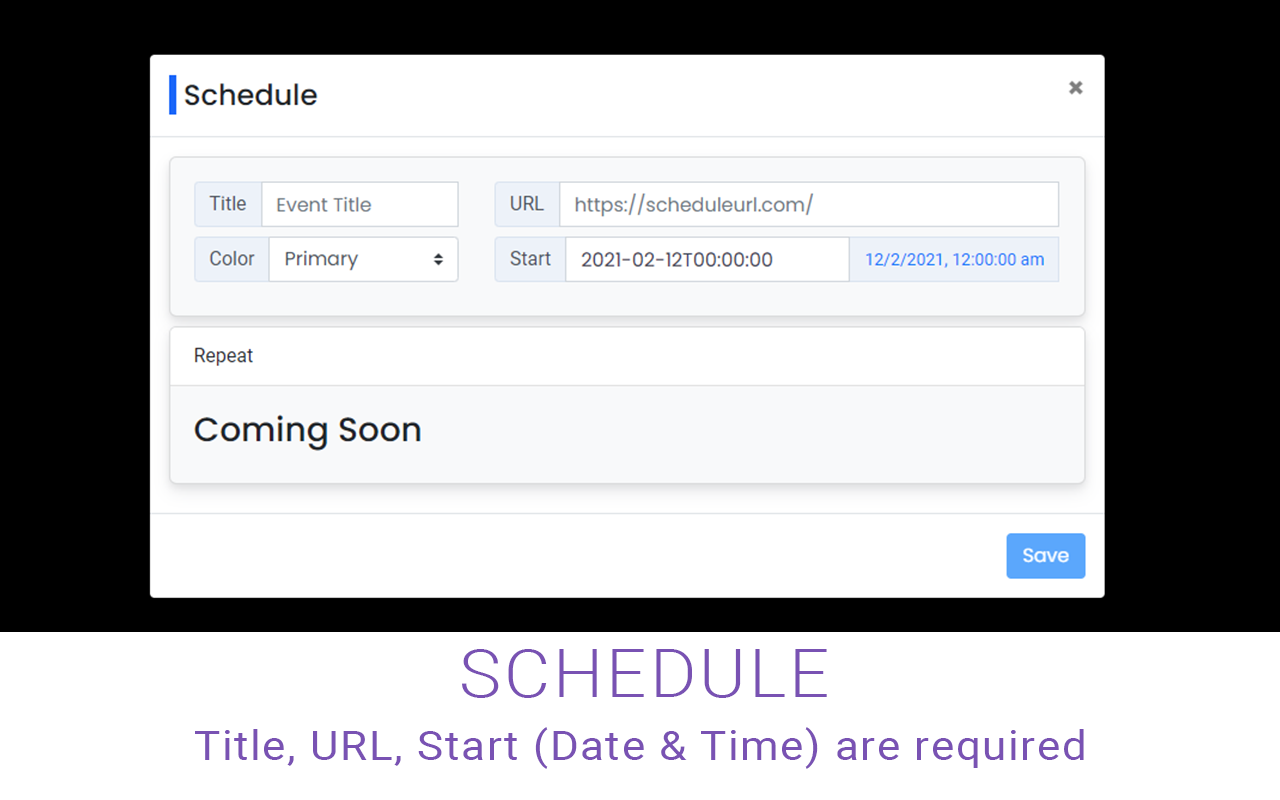 Schedule
Title Event Title URL https://scheduleurl.com/
Color Primary Start 2021-02-12T00:00:00 12/2/2021, 12:00:00 am
Repeat
Coming Soon
Save
SCHEDULE
Title, URL, Start (Date & Time) are required